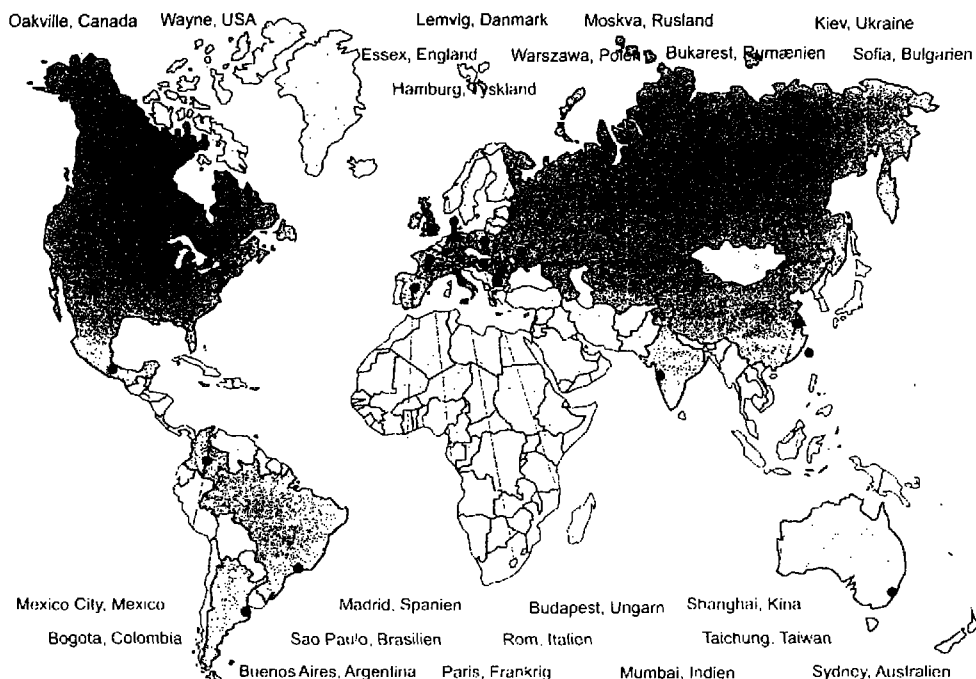 Oakville, Canada Wayne, USA Lemvig, Danmark Moskva, Rusland Kiev, Ukraine
Essex, England Warszawa, Polen Bukarest, Rumænien Sofia, Bulgarien
Hamburg, Tyskland
Mexico City, Mexico Madrid, Spanien Budapest, Ungarn Shanghai, Kina
Bogota, Colombia Sao Paulo, Brasilien Rom, Italien Taichung, Taiwan
Buenos Aires, Argentina Paris, Frankrig Mumbai, Indien Sydney, Australien